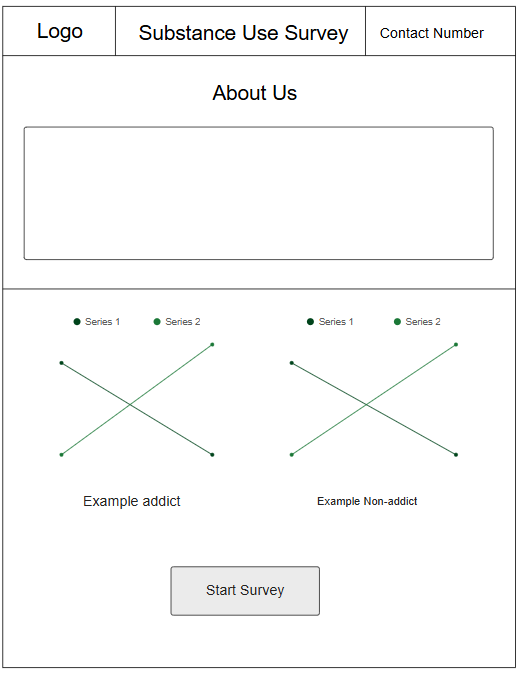 Logo
Substance Use Survey
Contact Number
About Us
Series 1
Series 2
Series 1
Series 2
Example addict
Example Non-addict
Start Survey